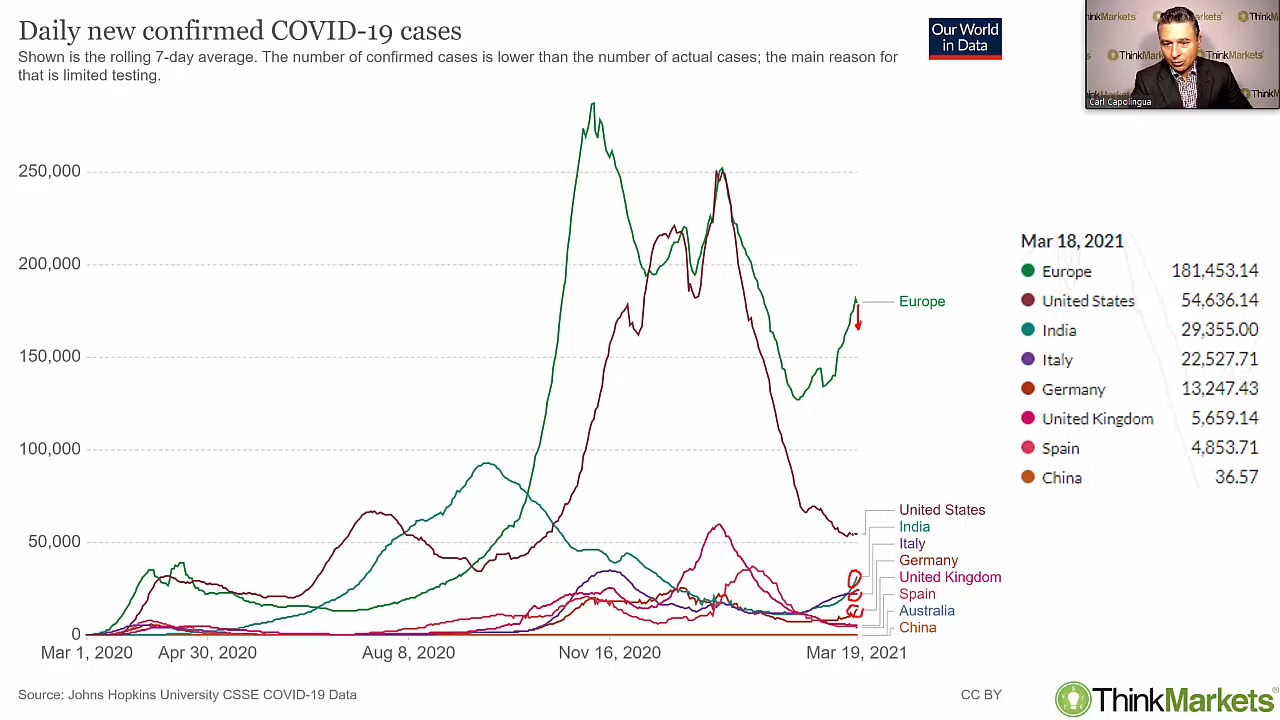 Daily new confirmed COVID-19 cases
Shown is the rolling 7-day average. The number of confirmed cases is lower than the number of actual cases; the main reason for
that is limited testing.
Our World
in Data
ThinkMarkets
Carl Capolingua
250,000
200,000
150,000
100,000
50,000
0
Europe
United States
India
Italy
Germany
United Kingdom
Spain
Australia
China
Mar 1, 2020
Apr 30, 2020
Aug 8, 2020
Nov 16, 2020
Mar 19, 2021
Mar 18, 2021
Europe 181,453.14
United States 54,636.14
India 29,355.00
Italy 22,527.71
Germany 13,247.43
United Kingdom 5,659.14
Spain 4,853.71
China 36.57
Source: Johns Hopkins University CSSE COVID-19 Data
CC BY
ThinkMarkets®